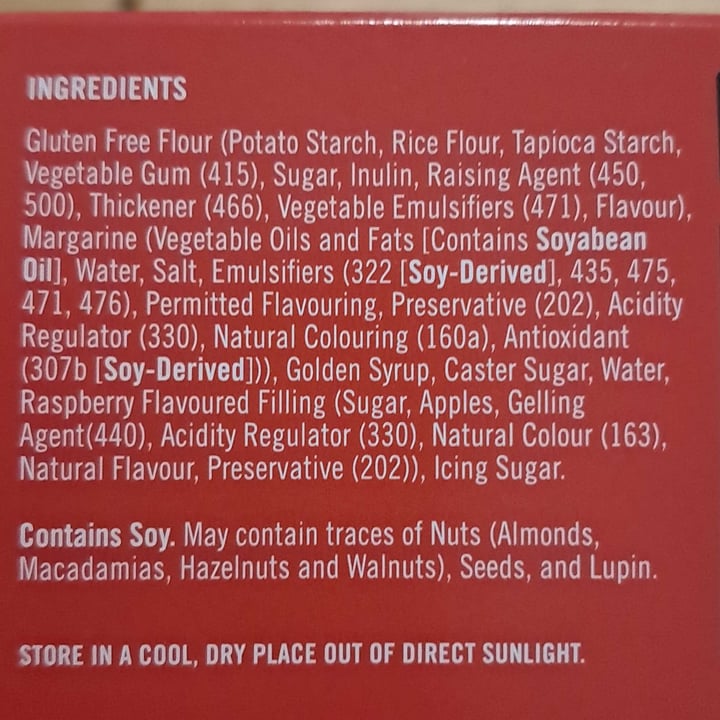 INGREDIENTS
Gluten Free Flour (Potato Starch, Rice Flour, Tapioca Starch,
Vegetable Gum (415), Sugar, Inulin, Raising Agent (450,
500), Thickener (466), Vegetable Emulsifiers (471), Flavour),
Margarine (Vegetable Oils and Fats [Contains Soyabean
Oil], Water, Salt, Emulsifiers (322 [Soy-Derived], 435, 475,
471, 476), Permitted Flavouring, Preservative (202), Acidity
Regulator (330), Natural Colouring (160a), Antioxidant
(307b [Soy-Derived])), Golden Syrup, Caster Sugar, Water,
Raspberry Flavoured Filling (Sugar, Apples, Gelling
Agent(440), Acidity Regulator (330), Natural Colour (163),
Natural Flavour, Preservative (202)), Icing Sugar.
Contains Soy. May contain traces of Nuts (Almonds,
Macadamias, Hazelnuts and Walnuts), Seeds, and Lupin.
STORE IN A COOL, DRY PLACE OUT OF DIRECT SUNLIGHT.